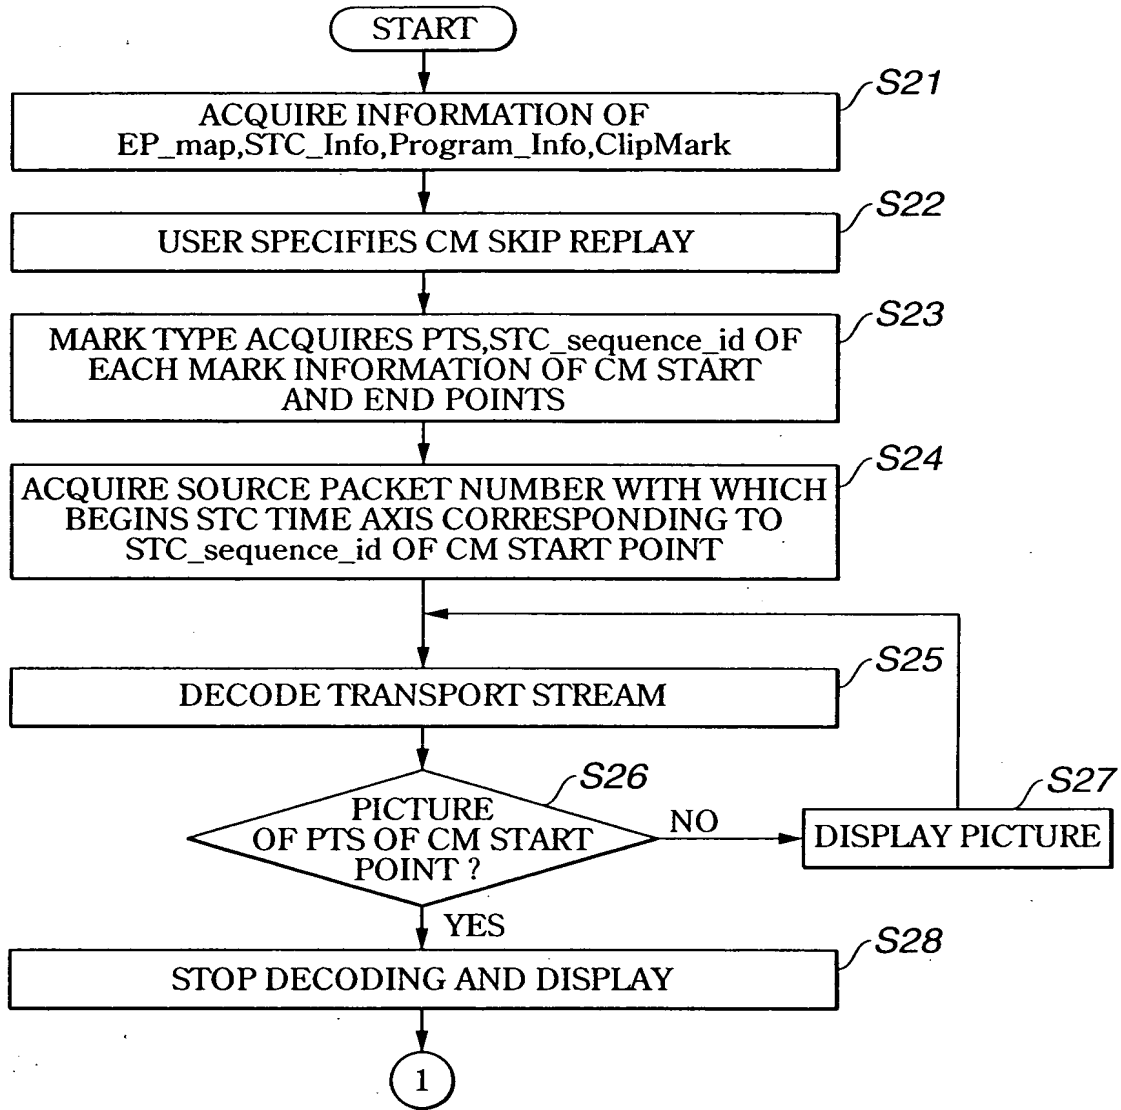 START
S21
ACQUIRE INFORMATION OF
EP_map,STC_Info,Program_Info,ClipMark
S22
USER SPECIFIES CM SKIP REPLAY
S23
MARK TYPE ACQUIRES PTS,STC_sequence_id OF
EACH MARK INFORMATION OF CM START
AND END POINTS
S24
ACQUIRE SOURCE PACKET NUMBER WITH WHICH
BEGINS STC TIME AXIS CORRESPONDING TO
STC_sequence_id OF CM START POINT
S25
DECODE TRANSPORT STREAM
S26
PICTURE
OF PTS OF CM START
POINT ?
NO
S27
DISPLAY PICTURE
YES
S28
STOP DECODING AND DISPLAY
1